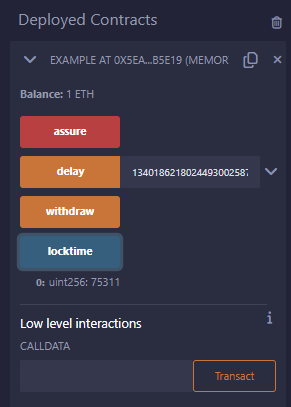 Deployed Contracts
EXAMPLE AT 0X5EA...B5E19 (MEMOR
Balance: 1 ETH
assure
delay 1340186218024493002587
withdraw
locktime
0: uint256: 75311
Low level interactions
CALLDATA
Transact